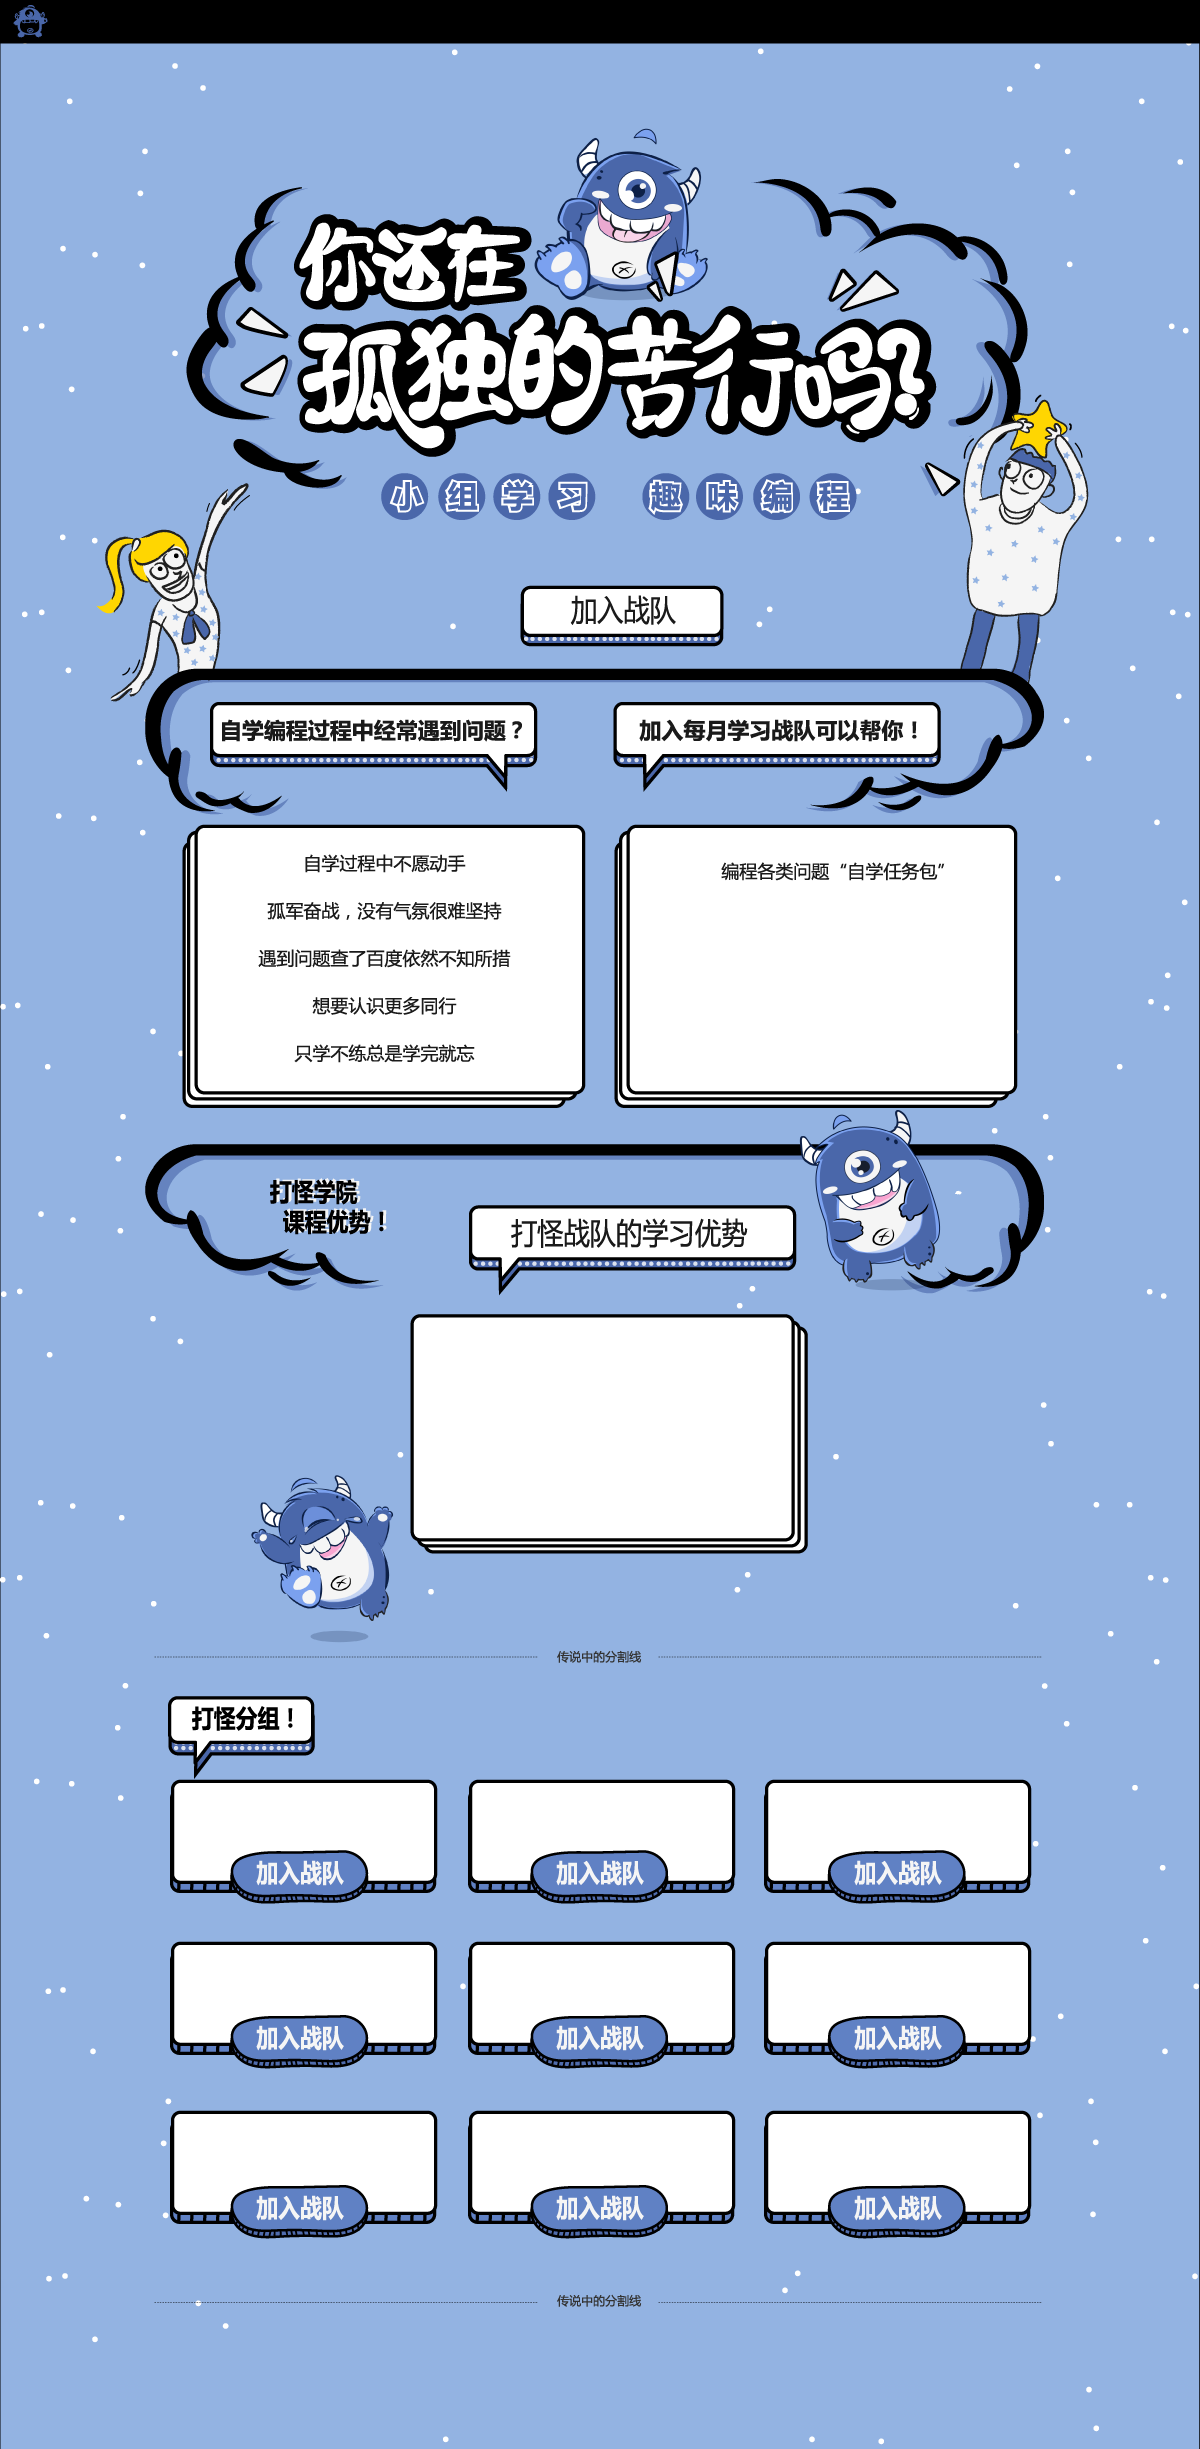 你还在
孤独的苦行吗?
小组学习 趣味编程
加入战队
自学编程过程中经常遇到问题？
加入每月学习战队可以帮你！
自学过程中不愿动手
孤军奋战，没有气氛很难坚持
遇到问题查了百度依然不知所措
想要认识更多同行
只学不练总是学完就忘
编程各类问题“自学任务包”
打怪学院
课程优势！
打怪战队的学习优势
传说中的分割线
打怪分组！
加入战队
加入战队
加入战队
加入战队
加入战队
加入战队
加入战队
加入战队
加入战队
传说中的分割线